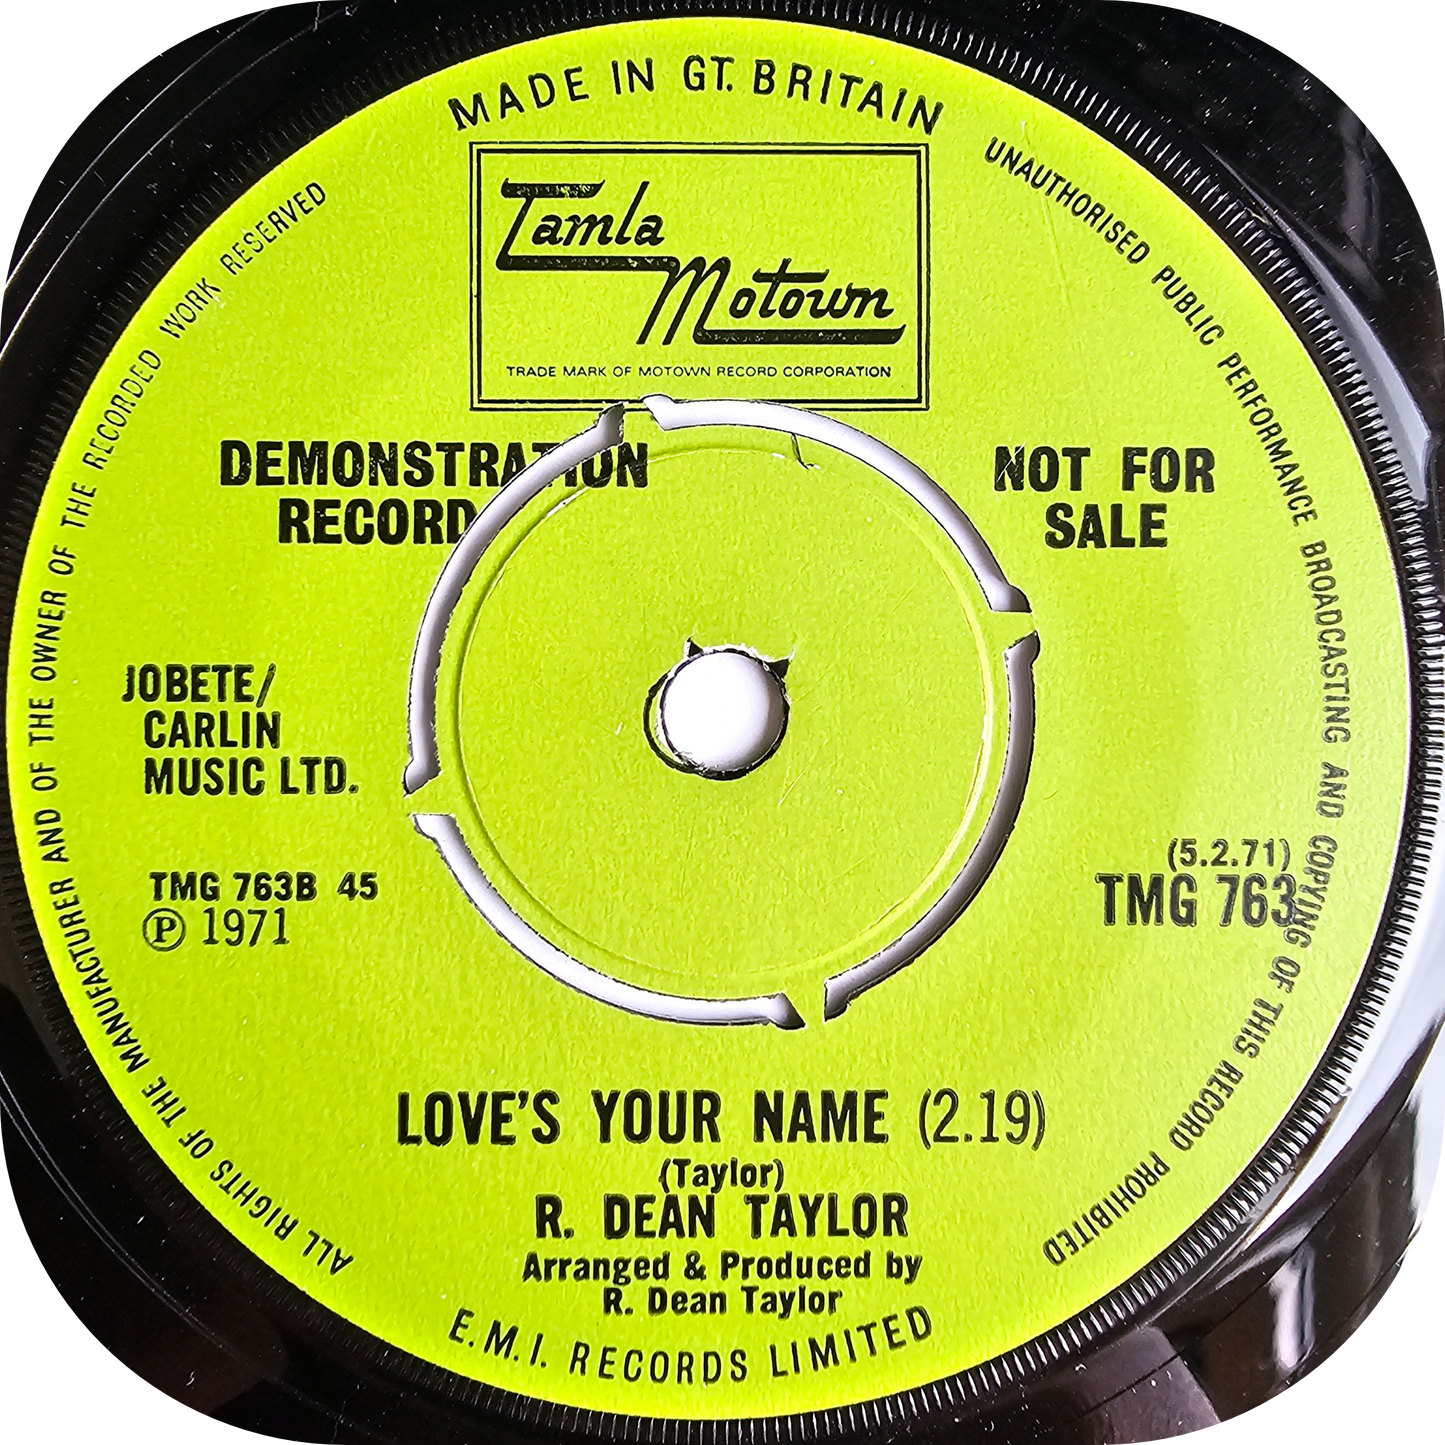 MADE IN GT. BRITAIN
Tamla
Motown
TRADE MARK OF MOTOWN RECORD CORPORATION
DEMONSTRATION
RECORD
NOT FOR
SALE
JOBETE/
CARLIN
MUSIC LTD.
TMG 763B 45
Ⓟ 1971
(5.2.71)
TMG 763
LOVE'S YOUR NAME (2.19)
(Taylor)
R. DEAN TAYLOR
Arranged & Produced by
R. Dean Taylor
E.M.I. RECORDS LIMITED
ALL RIGHTS OF THE MANUFACTURER AND OF THE OWNER OF THE RECORDED WORK RESERVED
UNAUTHORISED PUBLIC PERFORMANCE BROADCASTING AND COPYING OF THIS RECORD PROHIBITED